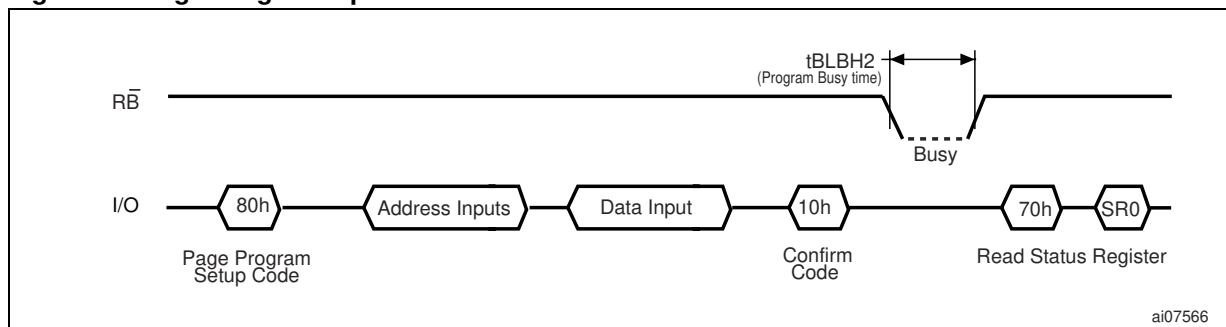 tBLBH2
(Program Busy time)
RB̅
Busy
I/O
80h
Address Inputs
Data Input
10h
70h
SR0
Page Program
Setup Code
Confirm
Code
Read Status Register
ai07566